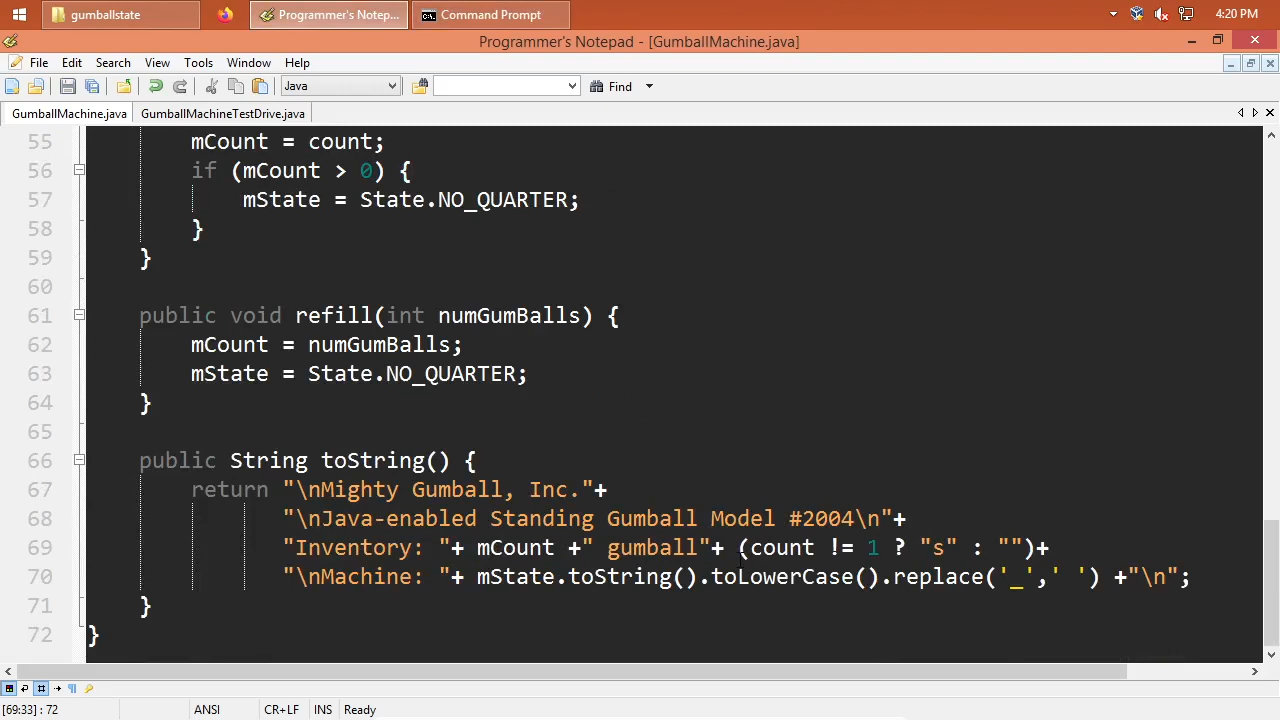 gumballstate
Programmer's Notepa...
Command Prompt
4:20 PM
Programmer's Notepad - [GumballMachine.java]
File Edit Search View Tools Window Help
Java
Find
GumballMachine.java
GumballMachineTestDrive.java
55 mCount = count;
56 if (mCount > 0) {
57 mState = State.NO_QUARTER;
58 }
59 }
60
61 public void refill(int numGumBalls) {
62 mCount = numGumBalls;
63 mState = State.NO_QUARTER;
64 }
65
66 public String toString() {
67 return "\nMighty Gumball, Inc."+
68 "\nJava-enabled Standing Gumball Model #2004\n"+
69 "Inventory: "+ mCount +" gumball"+ (count != 1 ? "s" : "")+
70 "\nMachine: "+ mState.toString().toLowerCase().replace('_',' ') +"\n";
71 }
72 }
[69:33] : 72
ANSI
CR+LF
INS
Ready